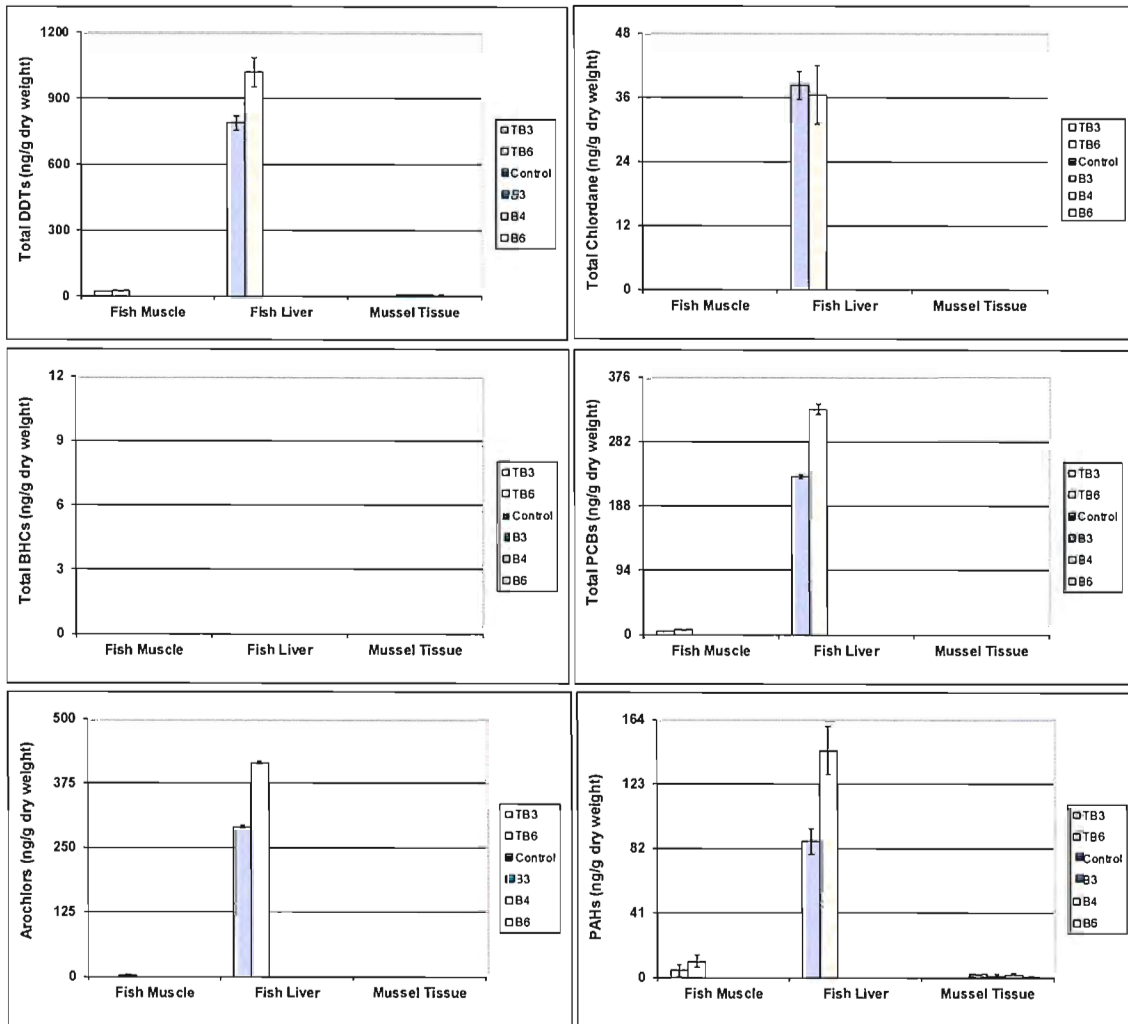 Total DDTs (ng/g dry weight)
1200
900
600
300
0
Fish Muscle
Fish Liver
Mussel Tissue
TB3
TB6
Control
B3
B4
B6
Total Chlordane (ng/g dry weight)
48
36
24
12
0
Fish Muscle
Fish Liver
Mussel Tissue
TB3
TB6
Control
B3
B4
B6
Total BHCs (ng/g dry weight)
12
9
6
3
0
Fish Muscle
Fish Liver
Mussel Tissue
TB3
TB6
Control
B3
B4
B6
Total PCBs (ng/g dry weight)
376
282
188
94
0
Fish Muscle
Fish Liver
Mussel Tissue
TB3
TB6
Control
B3
B4
B6
Arochlors (ng/g dry weight)
500
375
250
125
0
Fish Muscle
Fish Liver
Mussel Tissue
TB3
TB6
Control
B3
B4
B6
PAHs (ng/g dry weight)
164
123
82
41
0
Fish Muscle
Fish Liver
Mussel Tissue
TB3
TB6
Control
B3
B4
B6